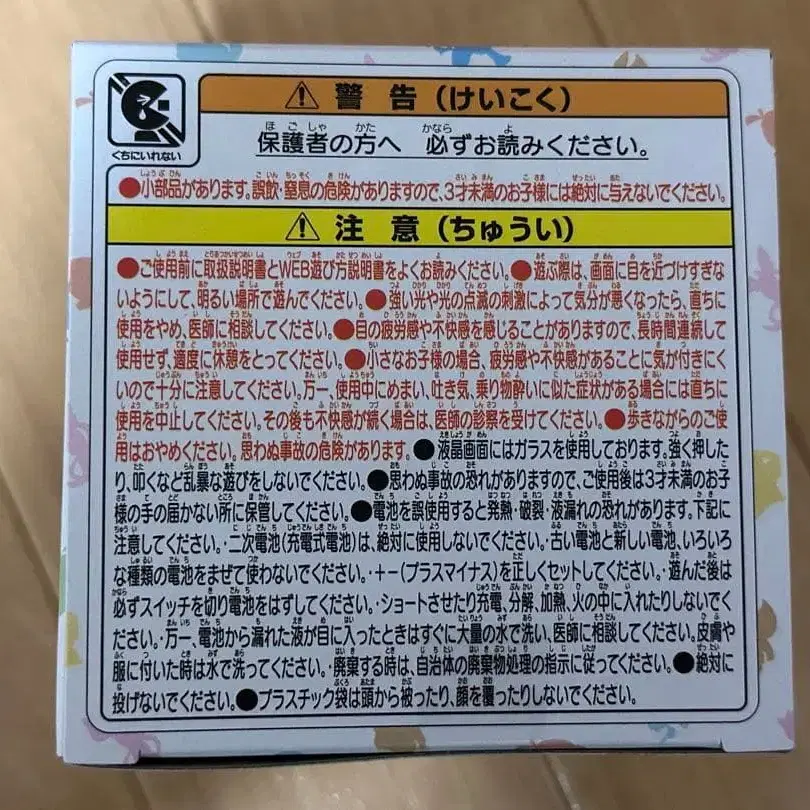 くちにいれない
⚠ 警告(けいこく)
保護者の方へ 必ずお読みください。
●小部品があります。誤飲・窒息の危険がありますので、3才未満のお子様には絶対に与えないでください。
⚠ 注意(ちゅうい)
●ご使用前に取扱説明書とWEB遊び方説明書をよくお読みください。●遊ぶ際は、画面に目を近づけすぎな
いようにして、明るい場所で遊んでください。●強い光や光の点滅の刺激によって気分が悪くなったら、直ちに
使用をやめ、医師に相談してください。●目の疲労感や不快感を感じることがありますので、長時間連続して
使用せず、適度に休憩をとってください。●小さなお子様の場合、疲労感や不快感があることに気が付きにく
いので十分に注意してください。万一、使用中にめまい、吐き気、乗り物酔いに似た症状がある場合には直ちに
使用を中止してください。その後も不快感が続く場合は、医師の診察を受けてください。●歩きながらのご使
用はおやめください。思わぬ事故の危険があります。●液晶画面にはガラスを使用しております。強く押した
り、叩くなど乱暴な遊びをしないでください。●思わぬ事故の恐れがありますので、ご使用後は3才未満のお子
様の手の届かない所に保管してください。●電池を誤使用すると発熱・破裂・液漏れの恐れがあります。下記に
注意してください。・二次電池(充電式電池)は、絶対に使用しないでください。・古い電池と新しい電池、いろいろ
な種類の電池をまぜて使わないでください。・+−(プラスマイナス)を正しくセットしてください。・遊んだ後は
必ずスイッチを切り電池をはずしてください。・ショートさせたり充電、分解、加熱、火の中に入れたりしないでく
ださい。・万一、電池から漏れた液が目に入ったときはすぐに大量の水で洗い、医師に相談してください。皮膚や
服に付いた時は水で洗ってください。・廃棄する時は、自治体の廃棄物処理の指示に従ってください。●絶対に
投げないでください。●プラスチック袋は頭から被ったり、顔を覆ったりしないでください。